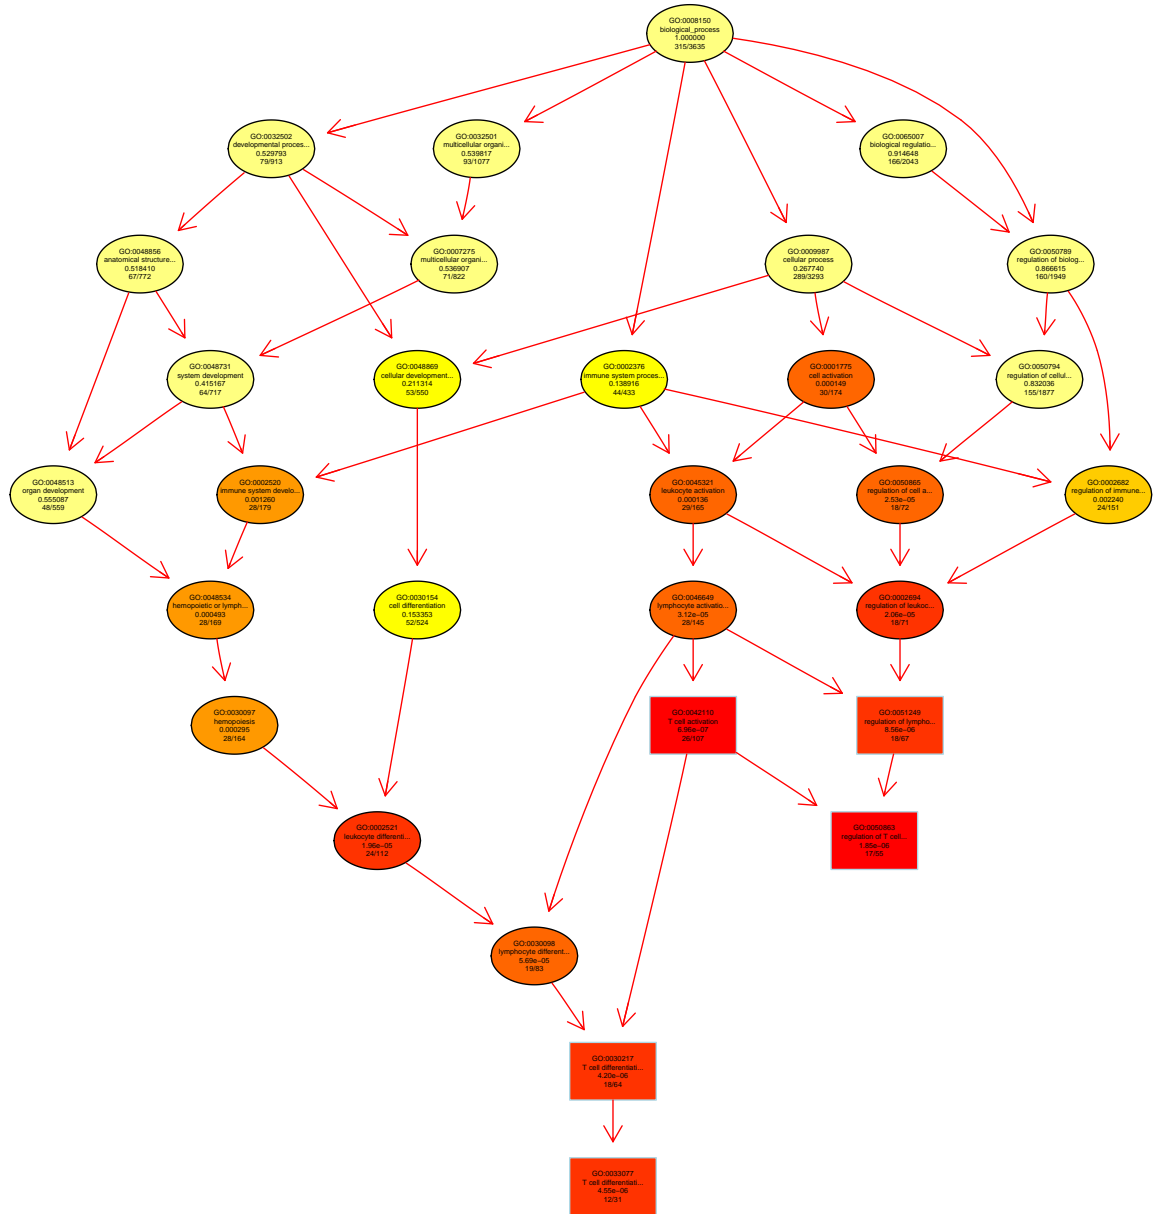 GO:0008150
biological_process
1.000000
315/3635
GO:0032502
developmental proces...
0.529793
79/913
GO:0032501
multicellular organi...
0.539817
93/1077
GO:0065007
biological regulatio...
0.914648
166/2043
GO:0048856
anatomical structure...
0.518410
67/772
GO:0007275
multicellular organi...
0.536907
71/822
GO:0009987
cellular process
0.267740
289/3293
GO:0050789
regulation of biolog...
0.866615
160/1949
GO:0048731
system development
0.415167
64/717
GO:0048869
cellular development...
0.211314
53/550
GO:0002376
immune system proces...
0.138916
44/433
GO:0001775
cell activation
0.000149
30/174
GO:0050794
regulation of cellul...
0.832036
155/1877
GO:0048513
organ development
0.555087
48/559
GO:0002520
immune system develo...
0.001260
28/179
GO:0045321
leukocyte activation
0.000136
29/165
GO:0050865
regulation of cell a...
2.53e−05
18/72
GO:0002682
regulation of immune...
0.002240
24/151
GO:0048534
hemopoietic or lymph...
0.000493
28/169
GO:0030154
cell differentiation
0.153353
52/524
GO:0046649
lymphocyte activatio...
3.12e−05
28/145
GO:0002694
regulation of leukoc...
2.06e−05
18/71
GO:0030097
hemopoiesis
0.000295
28/164
GO:0042110
T cell activation
6.96e−07
26/107
GO:0051249
regulation of lympho...
8.56e−06
18/67
GO:0002521
leukocyte differenti...
1.96e−05
24/112
GO:0050863
regulation of T cell...
1.85e−06
17/55
GO:0030098
lymphocyte different...
5.69e−05
19/83
GO:0030217
T cell differentiati...
4.20e−06
18/64
GO:0033077
T cell differentiati...
4.55e−06
12/31